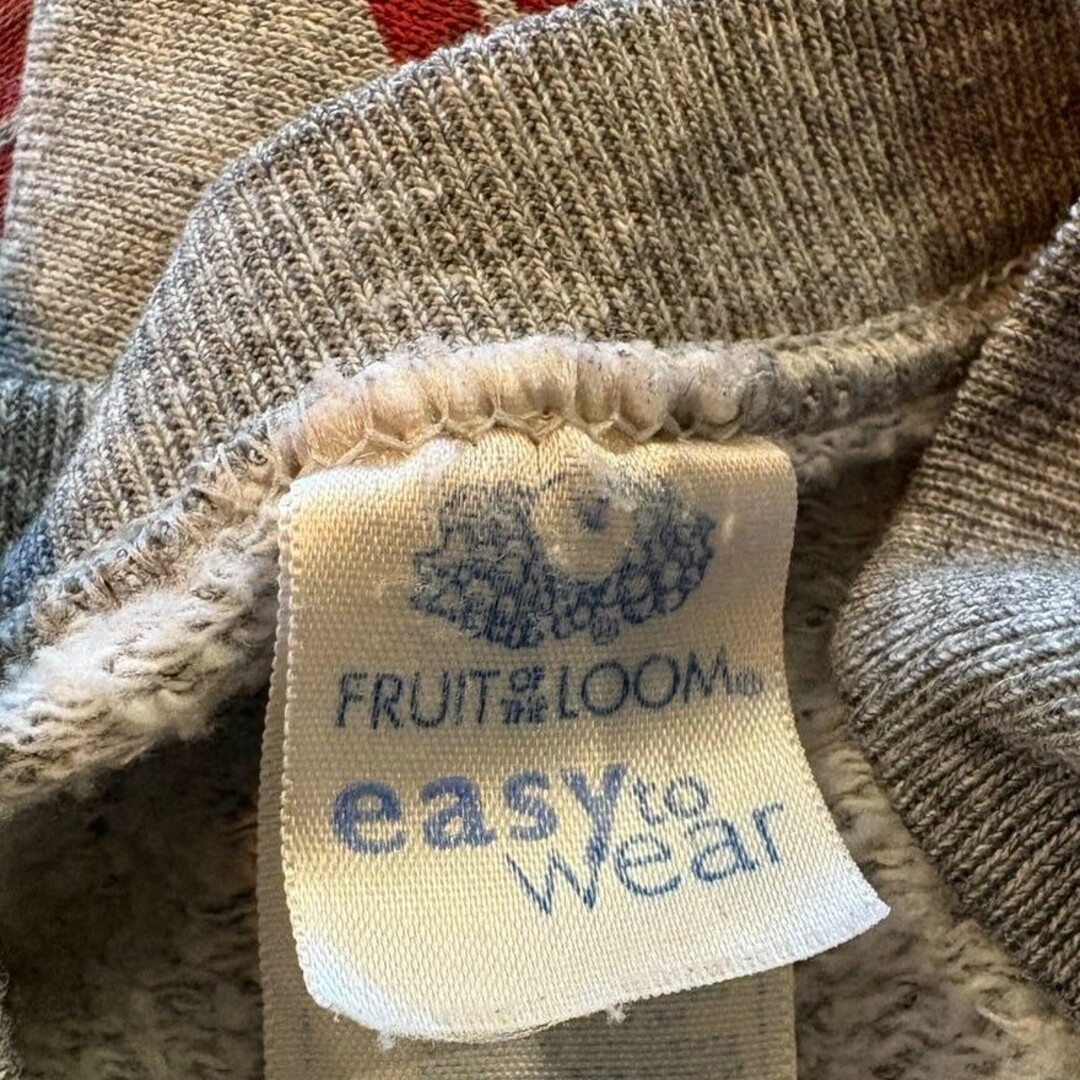 FRUIT OF THE LOOM
easy to
wear